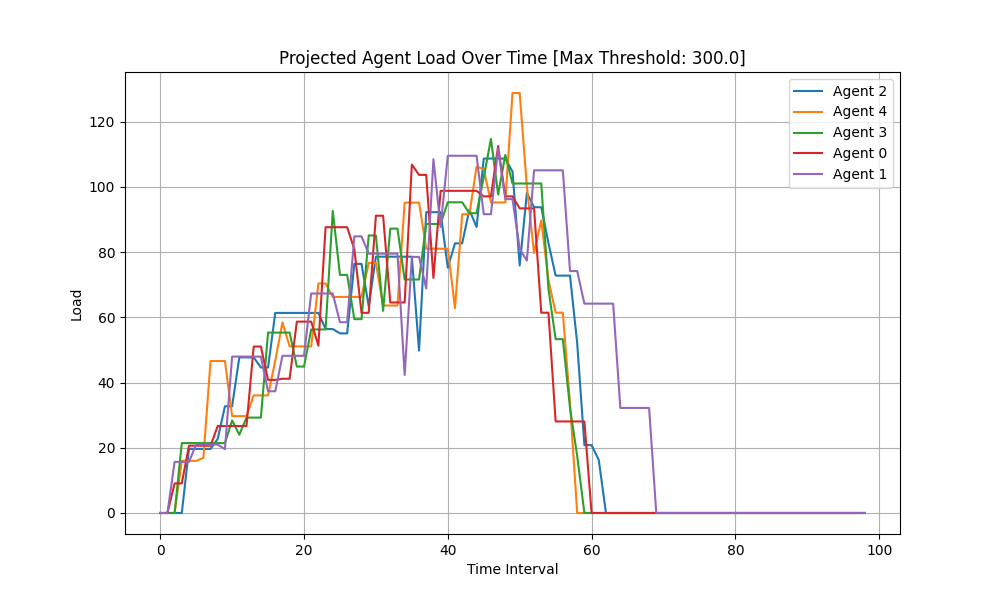 Projected Agent Load Over Time [Max Threshold: 300.0]
Agent 2
Agent 4
Agent 3
Agent 0
Agent 1
120
100
80
60
40
20
0
Load
0 20 40 60 80 100
Time Interval